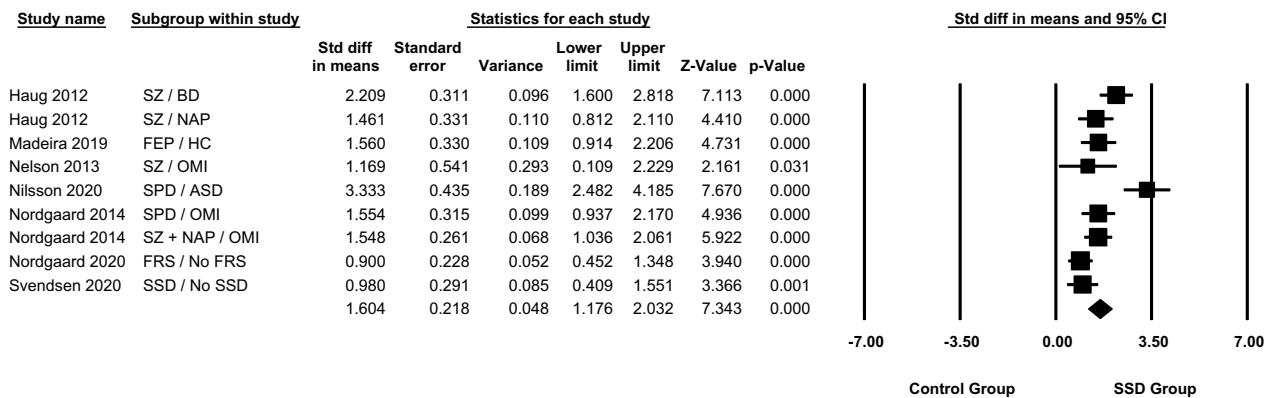 Study name Subgroup within study Statistics for each study Std diff in means and 95% CI
Std diff Standard Lower Upper
in means error Variance limit limit Z-Value p-Value
Haug 2012 SZ / BD 2.209 0.311 0.096 1.600 2.818 7.113 0.000
Haug 2012 SZ / NAP 1.461 0.331 0.110 0.812 2.110 4.410 0.000
Madeira 2019 FEP / HC 1.560 0.330 0.109 0.914 2.206 4.731 0.000
Nelson 2013 SZ / OMI 1.169 0.541 0.293 0.109 2.229 2.161 0.031
Nilsson 2020 SPD / ASD 3.333 0.435 0.189 2.482 4.185 7.670 0.000
Nordgaard 2014 SPD / OMI 1.554 0.315 0.099 0.937 2.170 4.936 0.000
Nordgaard 2014 SZ + NAP / OMI 1.548 0.261 0.068 1.036 2.061 5.922 0.000
Nordgaard 2020 FRS / No FRS 0.900 0.228 0.052 0.452 1.348 3.940 0.000
Svendsen 2020 SSD / No SSD 0.980 0.291 0.085 0.409 1.551 3.366 0.001
1.604 0.218 0.048 1.176 2.032 7.343 0.000
-7.00 -3.50 0.00 3.50 7.00
Control Group SSD Group